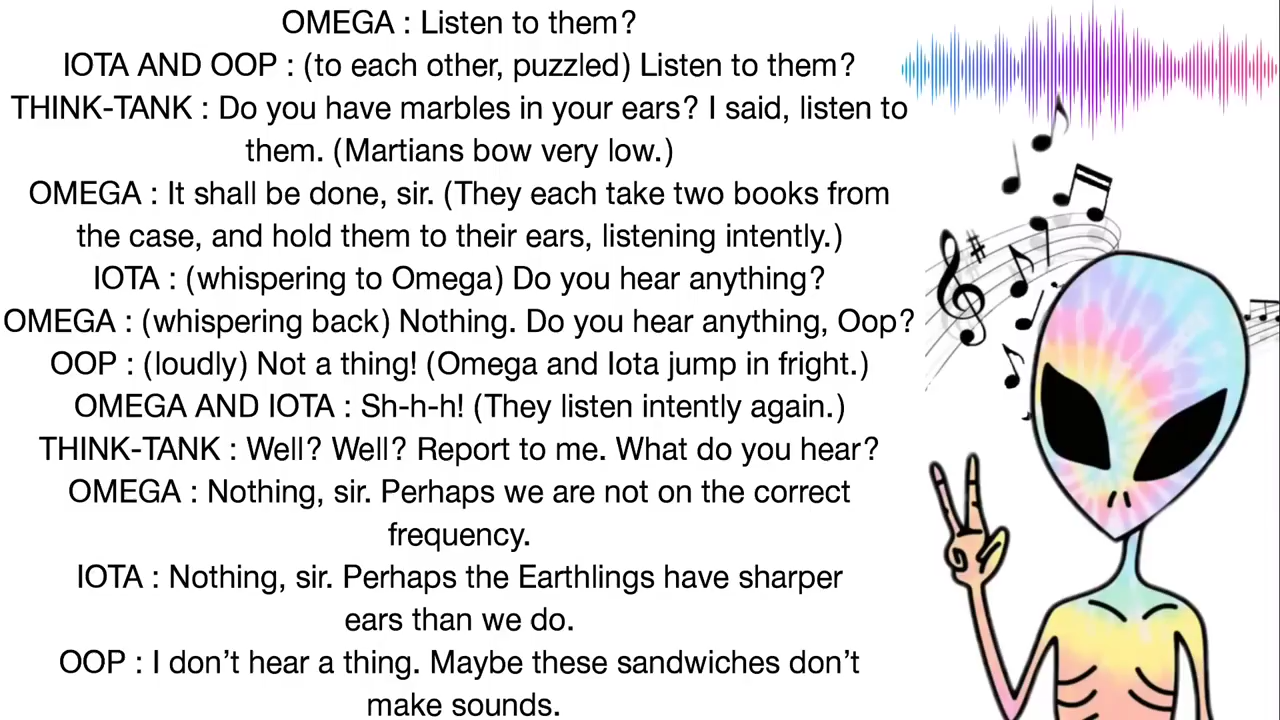 OMEGA : Listen to them?
IOTA AND OOP : (to each other, puzzled) Listen to them?
THINK-TANK : Do you have marbles in your ears? I said, listen to
them. (Martians bow very low.)
OMEGA : It shall be done, sir. (They each take two books from
the case, and hold them to their ears, listening intently.)
IOTA : (whispering to Omega) Do you hear anything?
OMEGA : (whispering back) Nothing. Do you hear anything, Oop?
OOP : (loudly) Not a thing! (Omega and Iota jump in fright.)
OMEGA AND IOTA : Sh-h-h! (They listen intently again.)
THINK-TANK : Well? Well? Report to me. What do you hear?
OMEGA : Nothing, sir. Perhaps we are not on the correct
frequency.
IOTA : Nothing, sir. Perhaps the Earthlings have sharper
ears than we do.
OOP : I don’t hear a thing. Maybe these sandwiches don’t
make sounds.